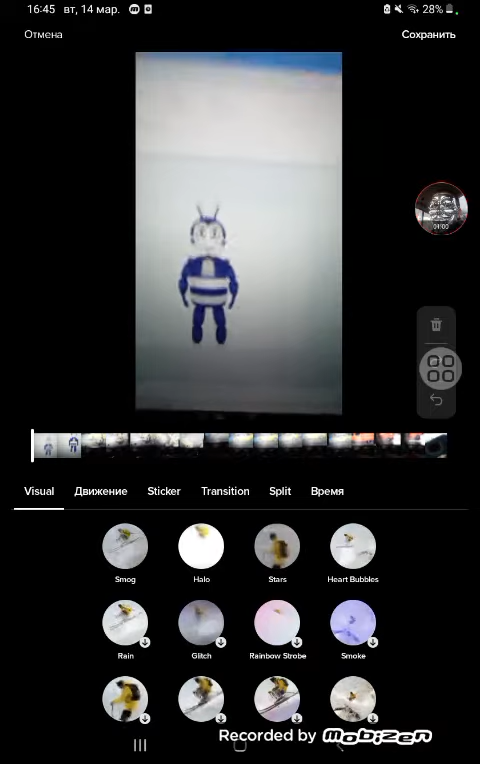 16:45 вт, 14 мар. 28%
Отмена Сохранить
01:00
Visual Движение Sticker Transition Split Время
Smog Halo Stars Heart Bubbles
Rain Glitch Rainbow Strobe Smoke
Recorded by mobizen